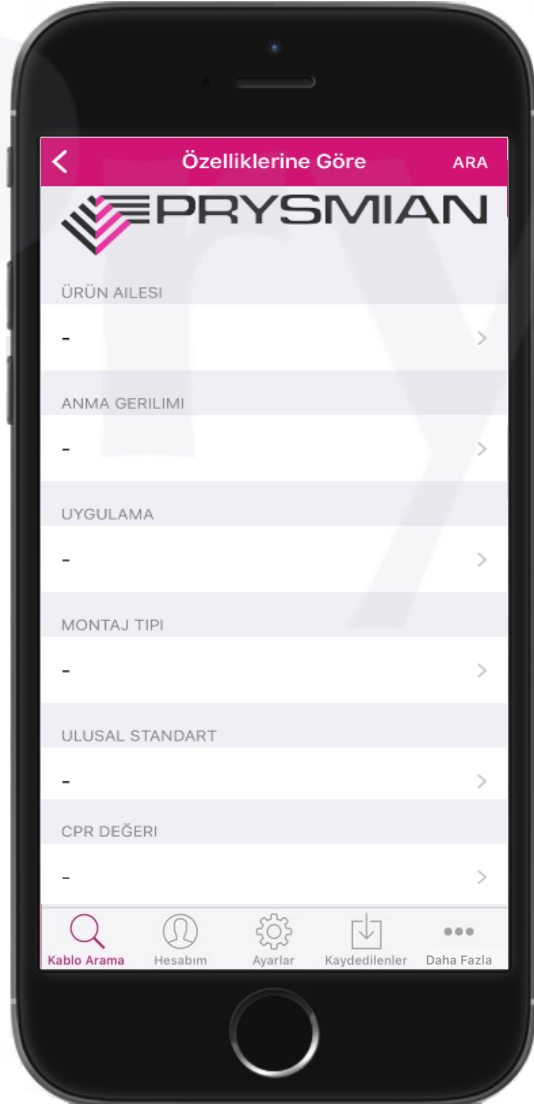 Özelliklerine Göre ARA
PRYSMIAN
ÜRÜN AILESI
-
ANMA GERILIMI
-
UYGULAMA
-
MONTAJ TIPI
-
ULUSAL STANDART
-
CPR DEĞERI
-
Kablo Arama Hesabım Ayarlar Kaydedilenler Daha Fazla